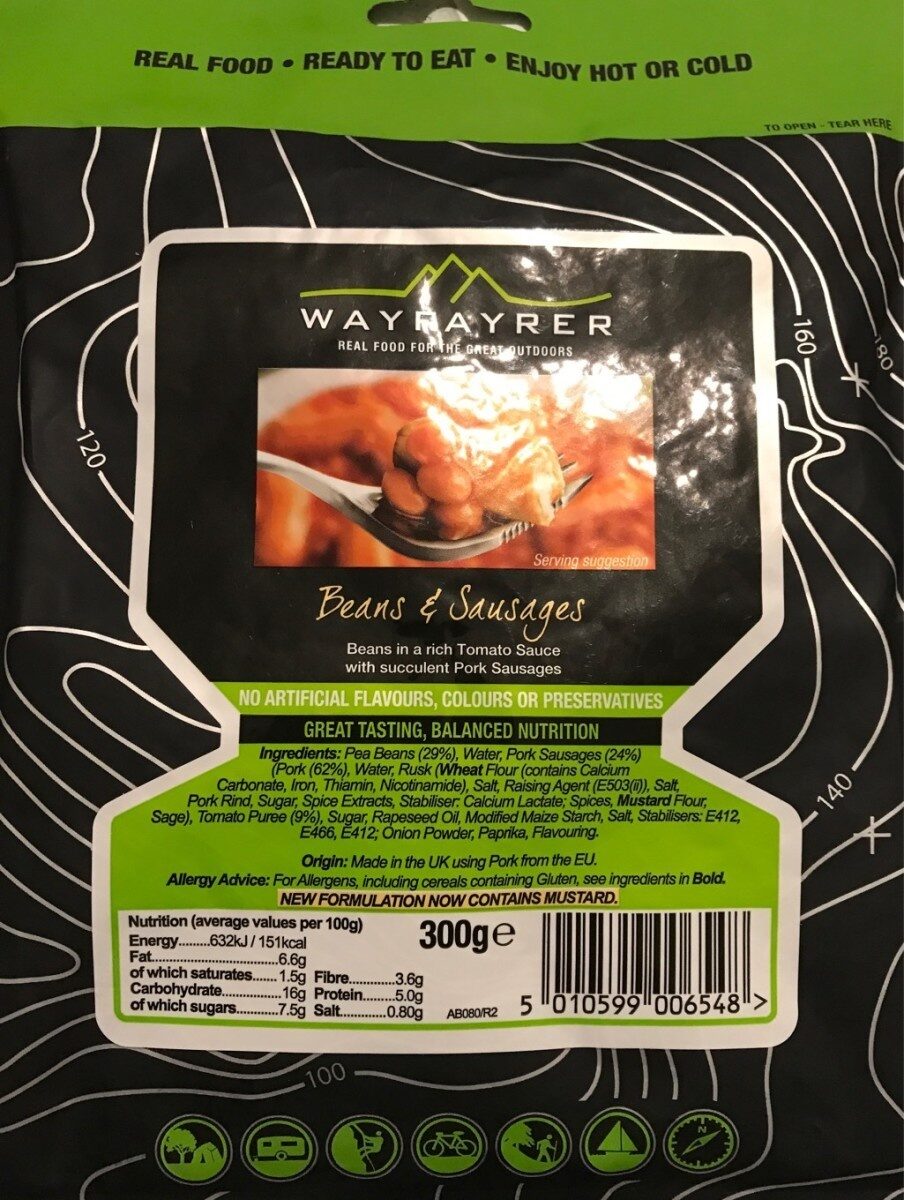 REAL FOOD • READY TO EAT • ENJOY HOT OR COLD
TO OPEN - TEAR HERE
WAYFAYRER
REAL FOOD FOR THE GREAT OUTDOORS
160
180
120
Serving suggestion
Beans & Sausages
Beans in a rich Tomato Sauce
with succulent Pork Sausages
NO ARTIFICIAL FLAVOURS, COLOURS OR PRESERVATIVES
GREAT TASTING, BALANCED NUTRITION
Ingredients: Pea Beans (29%), Water, Pork Sausages (24%)
(Pork (62%), Water, Rusk (Wheat Flour (contains Calcium
Carbonate, Iron, Thiamin, Nicotinamide), Salt, Raising Agent (E503(ii)), Salt,
Pork Rind, Sugar, Spice Extracts, Stabiliser: Calcium Lactate; Spices, Mustard Flour,
Sage), Tomato Puree (9%), Sugar, Rapeseed Oil, Modified Maize Starch, Salt, Stabilisers: E412,
E466, E412; Onion Powder, Paprika, Flavouring.
140
Origin: Made in the UK using Pork from the EU.
Allergy Advice: For Allergens, including cereals containing Gluten, see ingredients in Bold.
NEW FORMULATION NOW CONTAINS MUSTARD.
Nutrition (average values per 100g)
Energy.........632kJ / 151kcal
Fat..............................6.6g
of which saturates....... 1.5g
Carbohydrate.............. 16g
of which sugars............7.5g
Fibre.............3.6g
Protein.........5.0g
Salt..............0.80g
300g e
AB080/R2
5 010599 006548 >
100
N